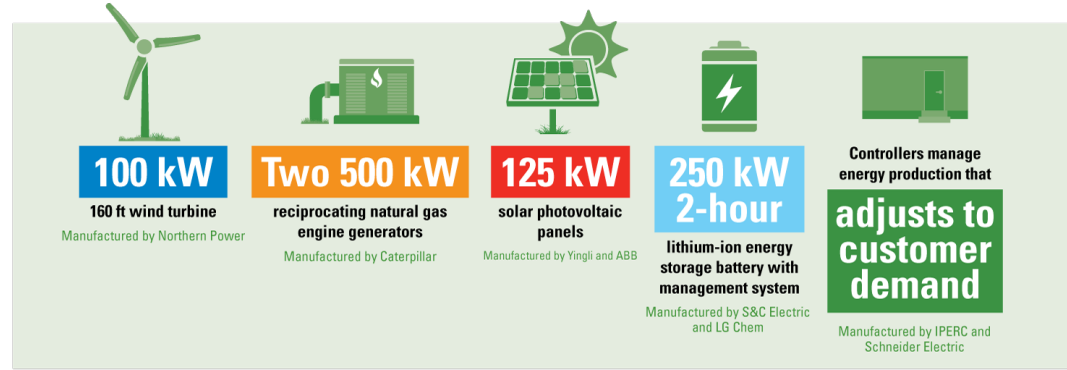 100 kW
160 ft wind turbine
Manufactured by Northern Power
Two 500 kW
reciprocating natural gas
engine generators
Manufactured by Caterpillar
125 kW
solar photovoltaic
panels
Manufactured by Yingli and ABB
250 kW
2-hour
lithium-ion energy
storage battery with
management system
Manufactured by S&C Electric
and LG Chem
Controllers manage
energy production that
adjusts to
customer
demand
Manufactured by IPERC and
Schneider Electric